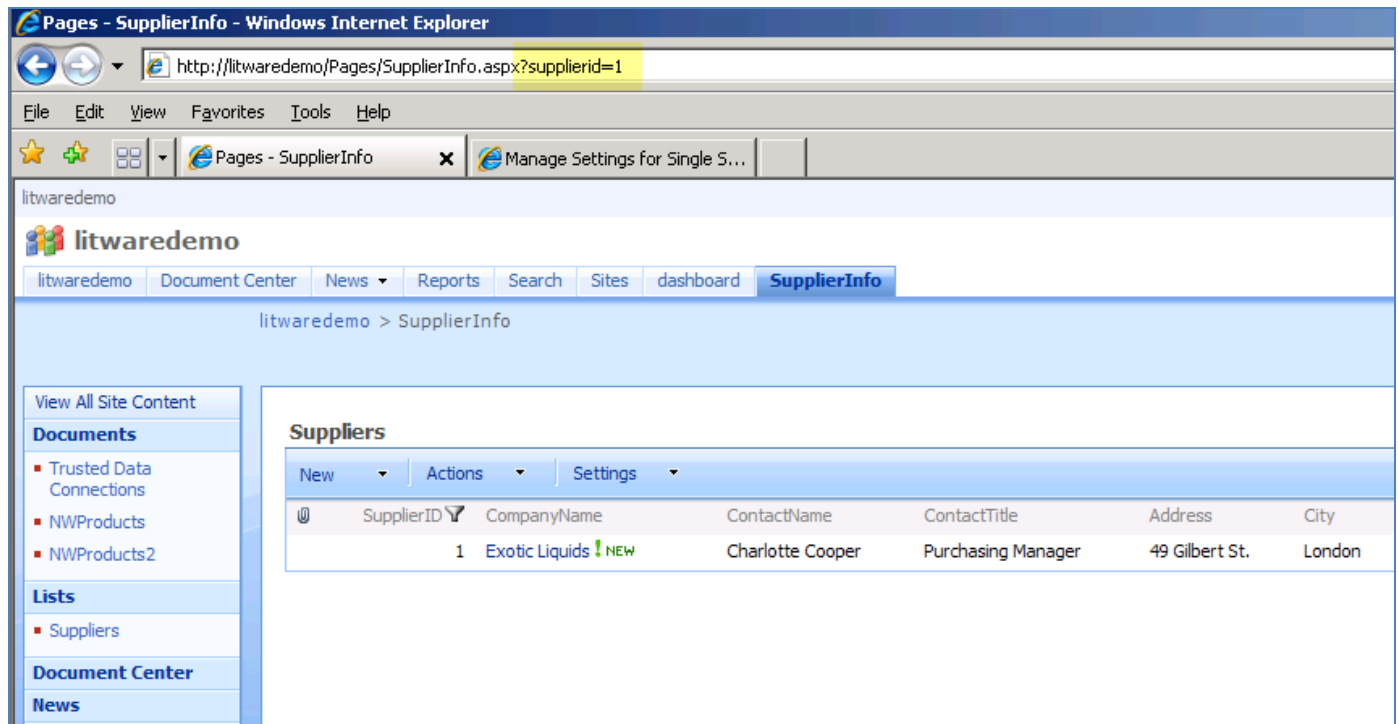 Pages - SupplierInfo - Windows Internet Explorer
http://litwaredemo/Pages/SupplierInfo.aspx?supplierid=1
File Edit View Favorites Tools Help
Pages - SupplierInfo Manage Settings for Single S...
litwaredemo
litwaredemo
litwaredemo Document Center News Reports Search Sites dashboard SupplierInfo
litwaredemo > SupplierInfo
View All Site Content
Documents
Trusted Data
Connections
NWProducts
NWProducts2
Lists
Suppliers
Document Center
News
Suppliers
New Actions Settings
SupplierID CompanyName ContactName ContactTitle Address City
1 Exotic Liquids ! NEW Charlotte Cooper Purchasing Manager 49 Gilbert St. London